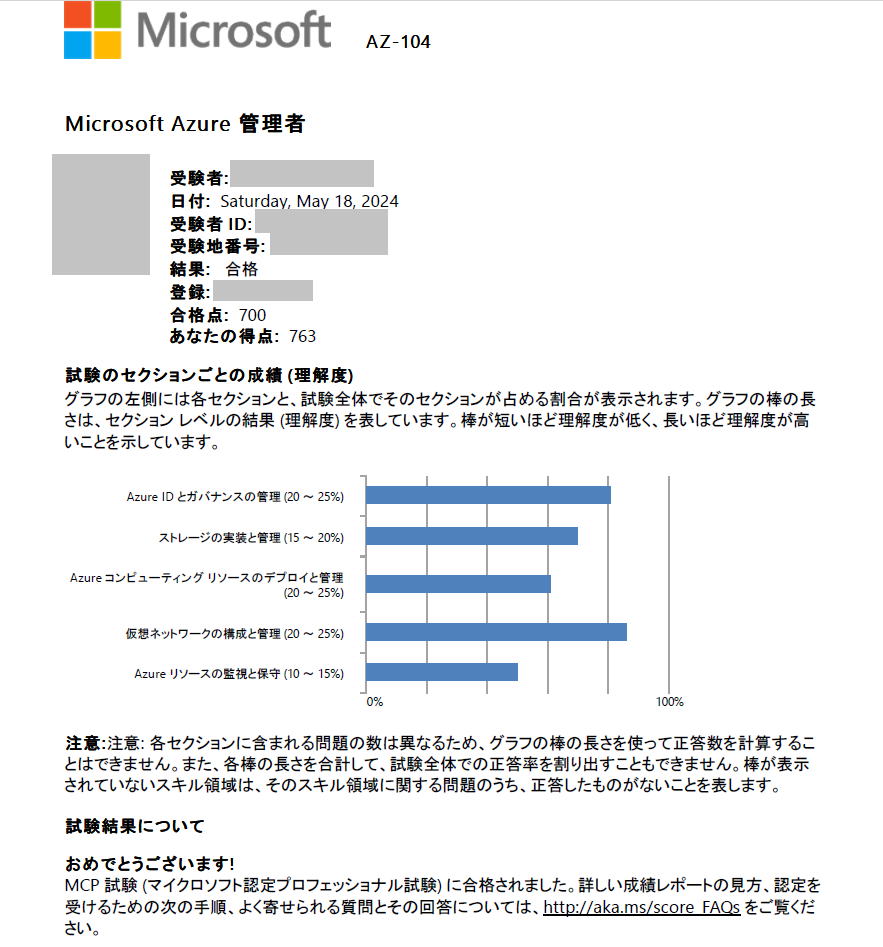 Microsoft AZ-104
Microsoft Azure 管理者
受験者:
日付: Saturday, May 18, 2024
受験者 ID:
受験地番号:
結果: 合格
登録:
合格点: 700
あなたの得点: 763
試験のセクションごとの成績 (理解度)
グラフの左側には各セクションと、試験全体でそのセクションが占める割合が表示されます。グラフの棒の長
さは、セクション レベルの結果 (理解度) を表しています。棒が短いほど理解度が低く、長いほど理解度が高
いことを示しています。
Azure ID とガバナンスの管理 (20 ～ 25%)
ストレージの実装と管理 (15 ～ 20%)
Azure コンピューティング リソースのデプロイと管理
(20 ～ 25%)
仮想ネットワークの構成と管理 (20 ～ 25%)
Azure リソースの監視と保守 (10 ～ 15%)
0% 100%
注意:注意: 各セクションに含まれる問題の数は異なるため、グラフの棒の長さを使って正答数を計算するこ
とはできません。また、各棒の長さを合計して、試験全体での正答率を割り出すこともできません。棒が表示
されていないスキル領域は、そのスキル領域に関する問題のうち、正答したものがないことを表します。
試験結果について
おめでとうございます!
MCP 試験 (マイクロソフト認定プロフェッショナル試験) に合格されました。詳しい成績レポートの見方、認定を
受けるための次の手順、よく寄せられる質問とその回答については、http://aka.ms/score_FAQs をご覧くだ
さい。